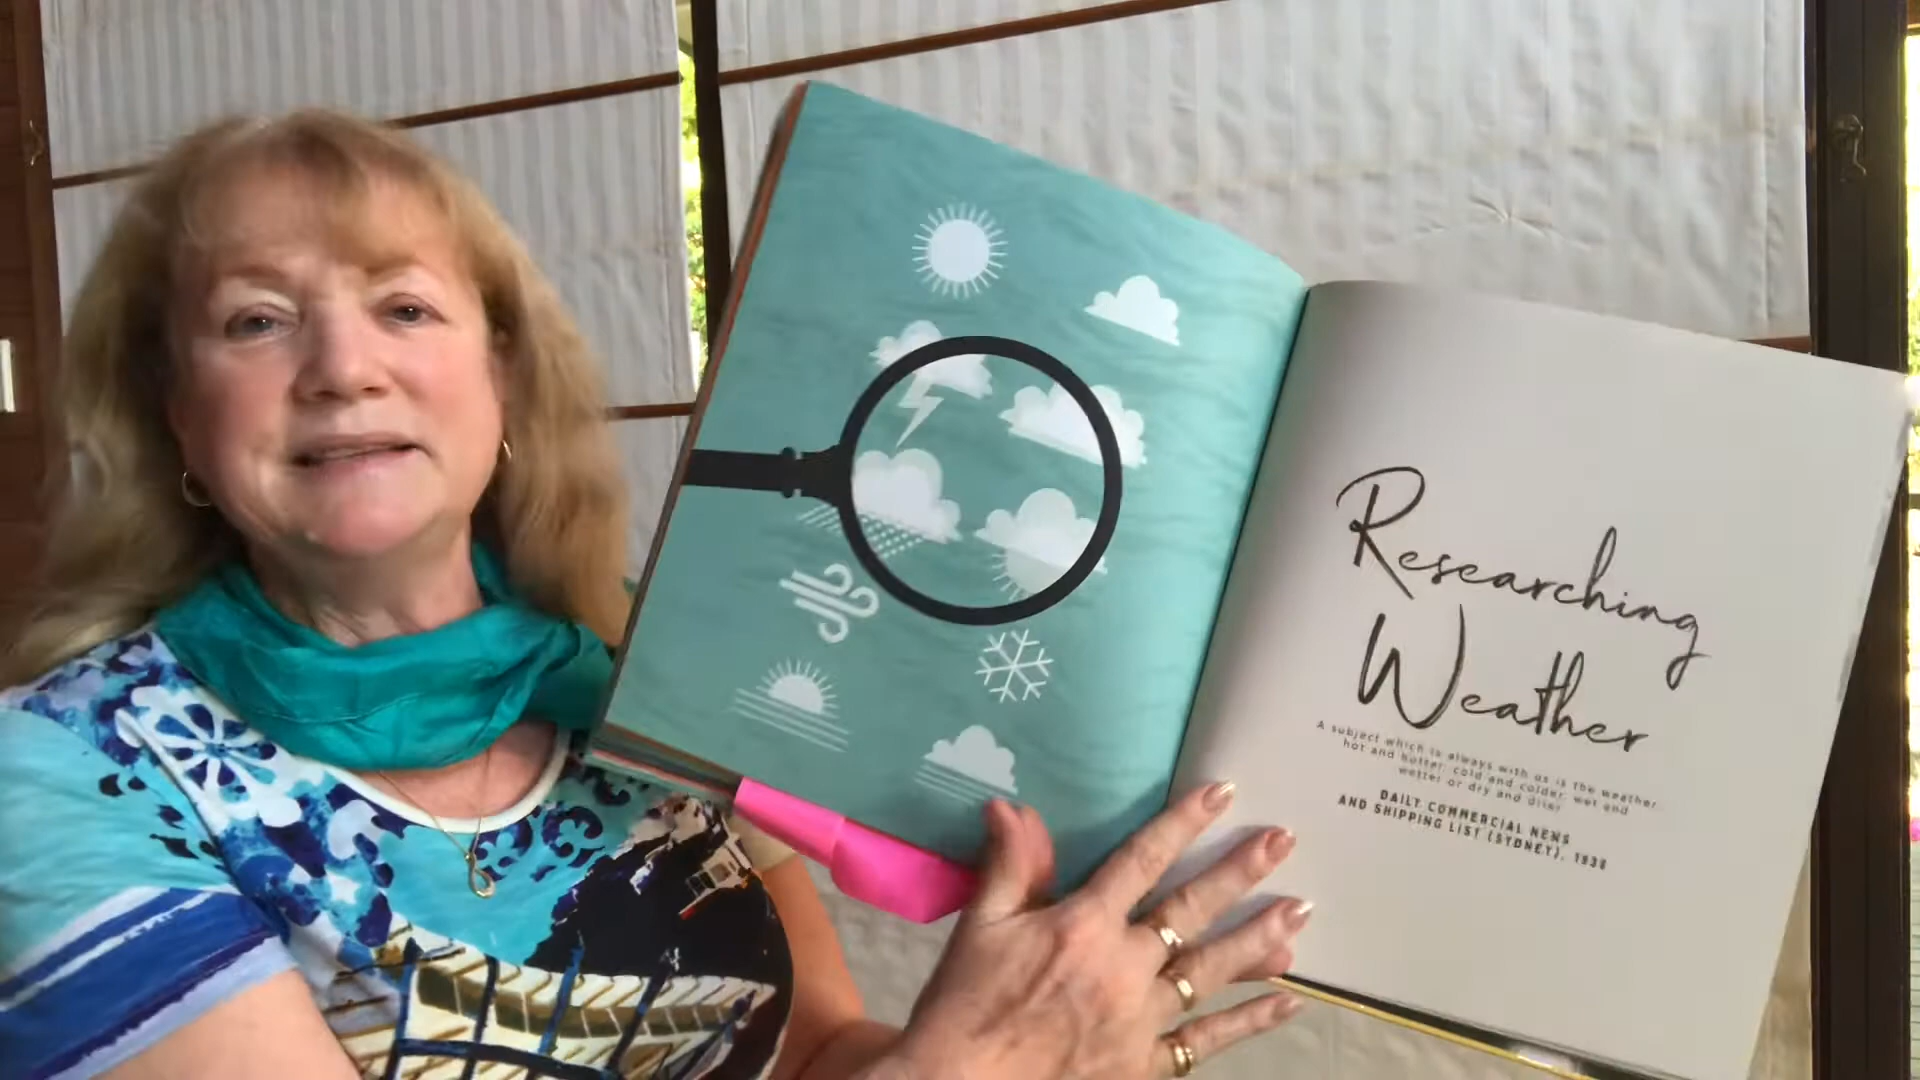 Researching
Weather
A subject which is always with us is the weather:
hot and hotter; cold and colder; wet and
wetter or dry and drier.
DAILY COMMERCIAL NEWS
AND SHIPPING LIST (SYDNEY), 1938